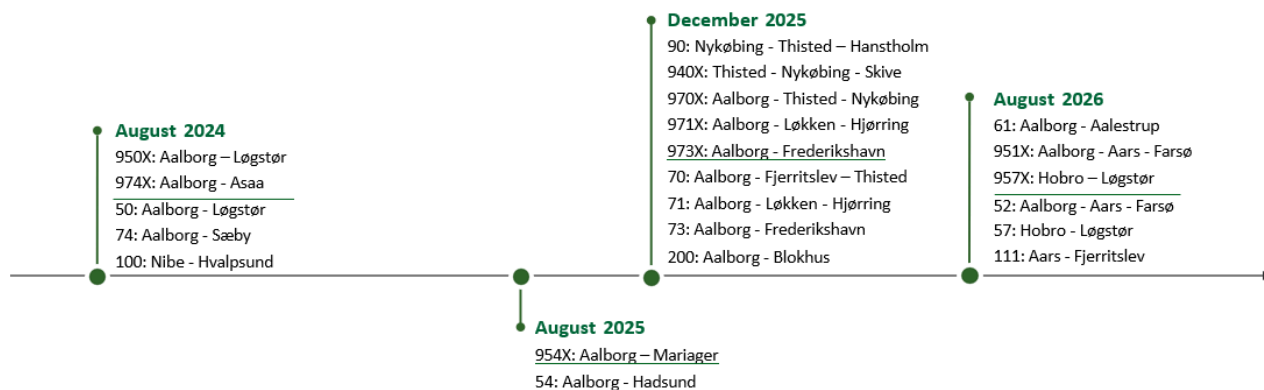 August 2024
950X: Aalborg – Løgstør
974X: Aalborg - Asaa
50: Aalborg - Løgstør
74: Aalborg - Sæby
100: Nibe - Hvalpsund
August 2025
954X: Aalborg – Mariager
54: Aalborg - Hadsund
December 2025
90: Nykøbing - Thisted – Hanstholm
940X: Thisted - Nykøbing - Skive
970X: Aalborg - Thisted - Nykøbing
971X: Aalborg - Løkken - Hjørring
973X: Aalborg - Frederikshavn
70: Aalborg - Fjerritslev – Thisted
71: Aalborg - Løkken - Hjørring
73: Aalborg - Frederikshavn
200: Aalborg - Blokhus
August 2026
61: Aalborg - Aalestrup
951X: Aalborg - Aars - Farsø
957X: Hobro – Løgstør
52: Aalborg - Aars - Farsø
57: Hobro - Løgstør
111: Aars - Fjerritslev